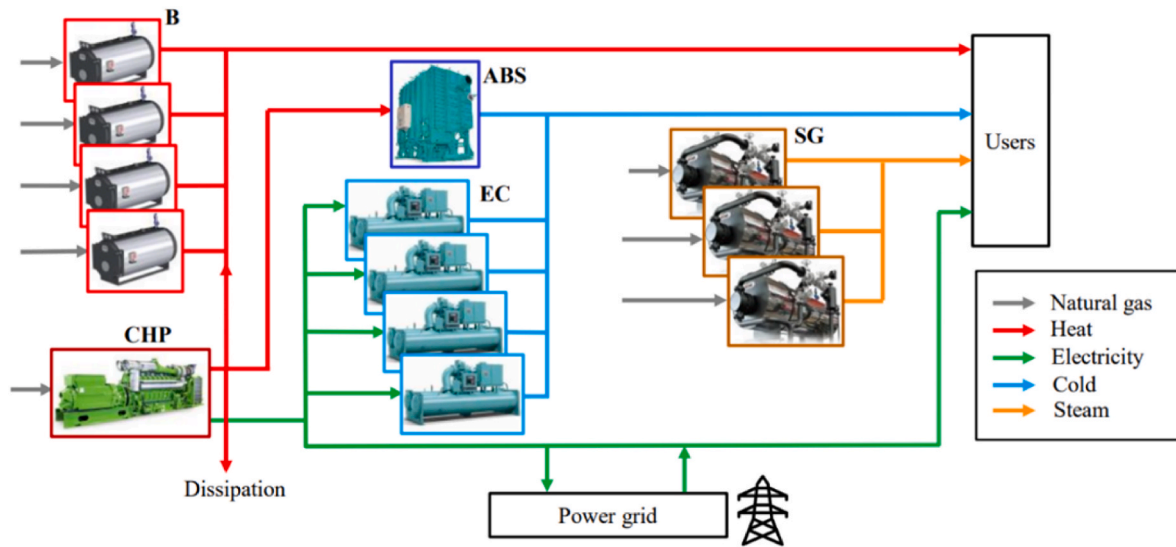 B
ABS
SG
Users
EC
CHP
Dissipation
Power grid
Natural gas
Heat
Electricity
Cold
Steam